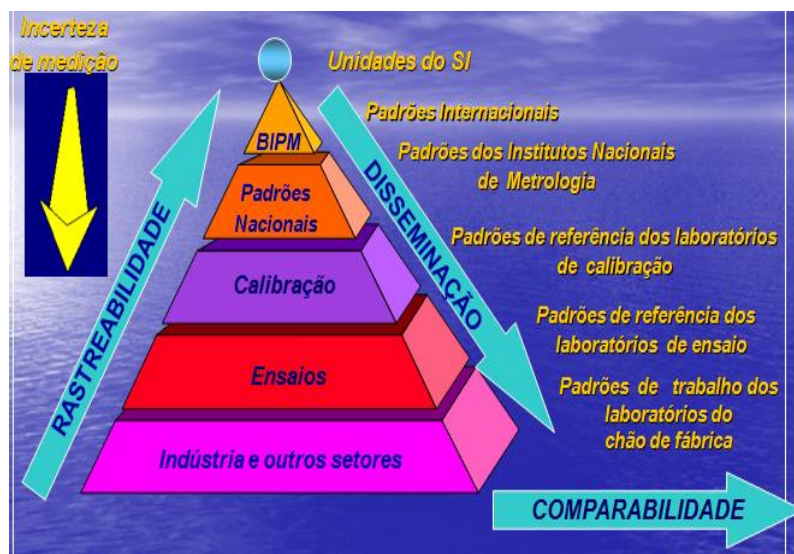 Incerteza
de medição
Unidades do SI
Padrões Internacionais
BIPM
Padrões dos Institutos Nacionais
de Metrologia
Padrões
Nacionais
Padrões de referência dos laboratórios
de calibração
Calibração
Padrões de referência dos
laboratórios de ensaio
Ensaios
Padrões de trabalho dos
laboratórios do
chão de fábrica
Indústria e outros setores
RASTREABILIDADE
DISSEMINAÇÃO
COMPARABILIDADE